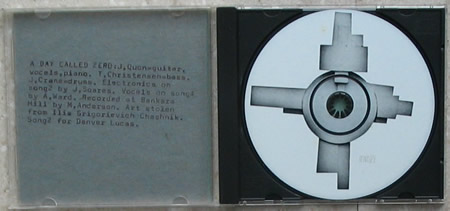 A DAY CALLED ZERO:J.Quon=guitar,
vocals,piano. T.Christensen=bass.
J.Crane=drums. Electronics on
song2 by J.Soares. Vocals on song4
by A.Ward. Recorded at Bankers
Hill by M.Anderson. Art stolen
from Ilia Grigorievich Chashnik.
Song2 for Denver Lucas.